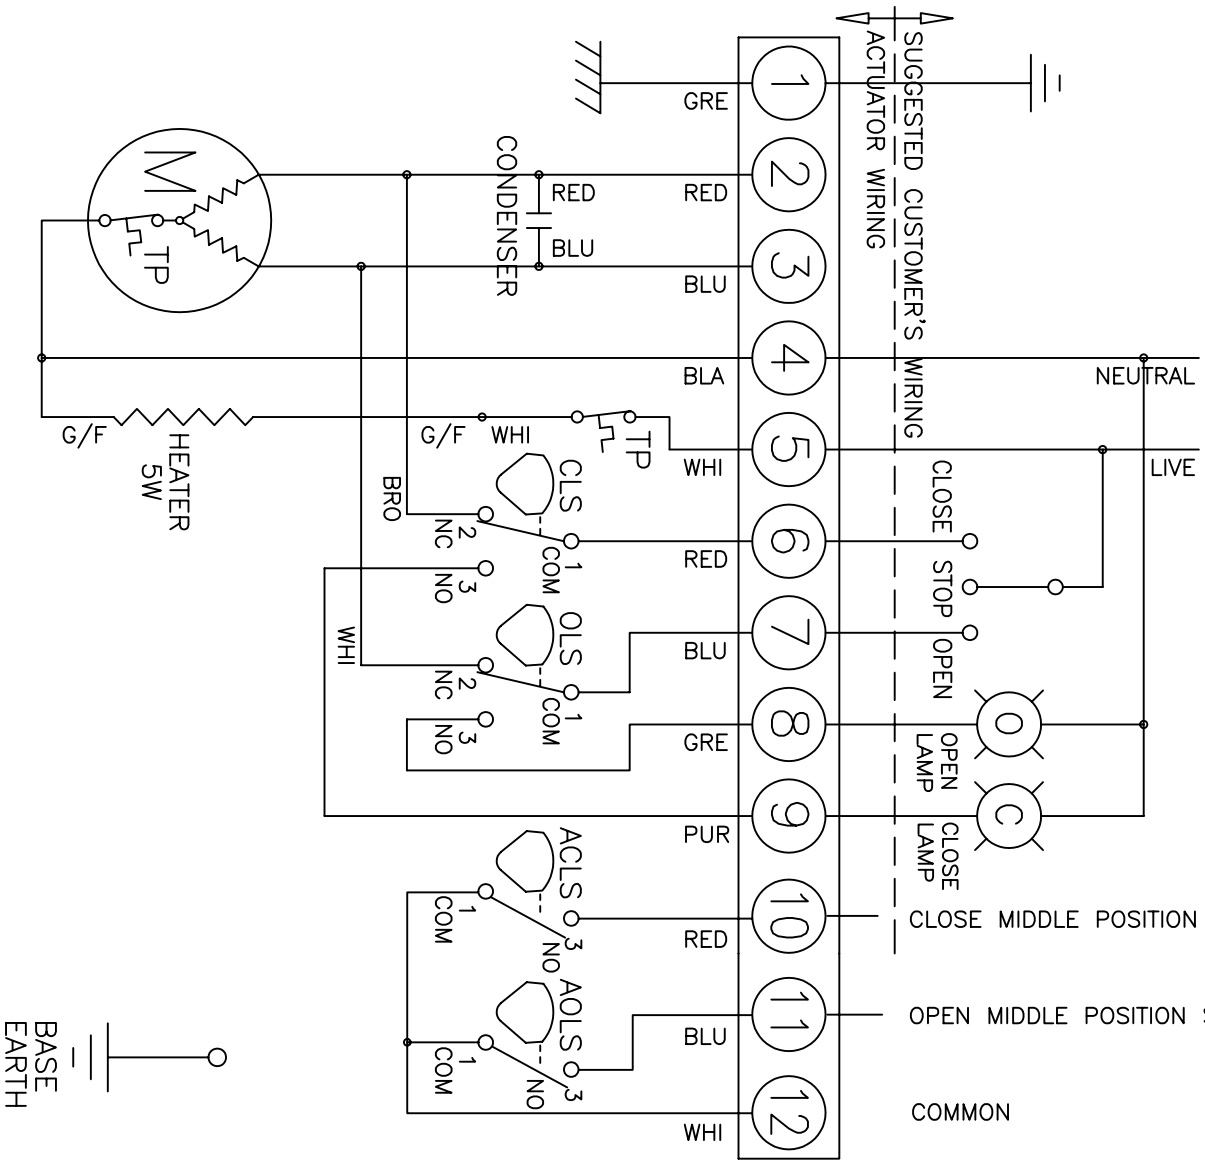 SUGGESTED CUSTOMER'S WIRING
ACTUATOR WIRING
1
GRE
2
RED
3
BLU
4
BLA
NEUTRAL
5
WHI
LIVE
6
RED
CLOSE
STOP
OPEN
7
BLU
8
GRE
O
OPEN
LAMP
9
PUR
C
CLOSE
LAMP
10
RED
CLOSE MIDDLE POSITION
11
BLU
OPEN MIDDLE POSITION
12
WHI
COMMON
CONDENSER
RED
BLU
M
TP
G/F
HEATER
5W
G/F
WHI
TP
BRO
CLS
2
NC
1
COM
3
NO
WHI
OLS
2
NC
1
COM
3
NO
ACLS
1
COM
3
NO
AOLS
1
COM
3
NO
BASE
EARTH